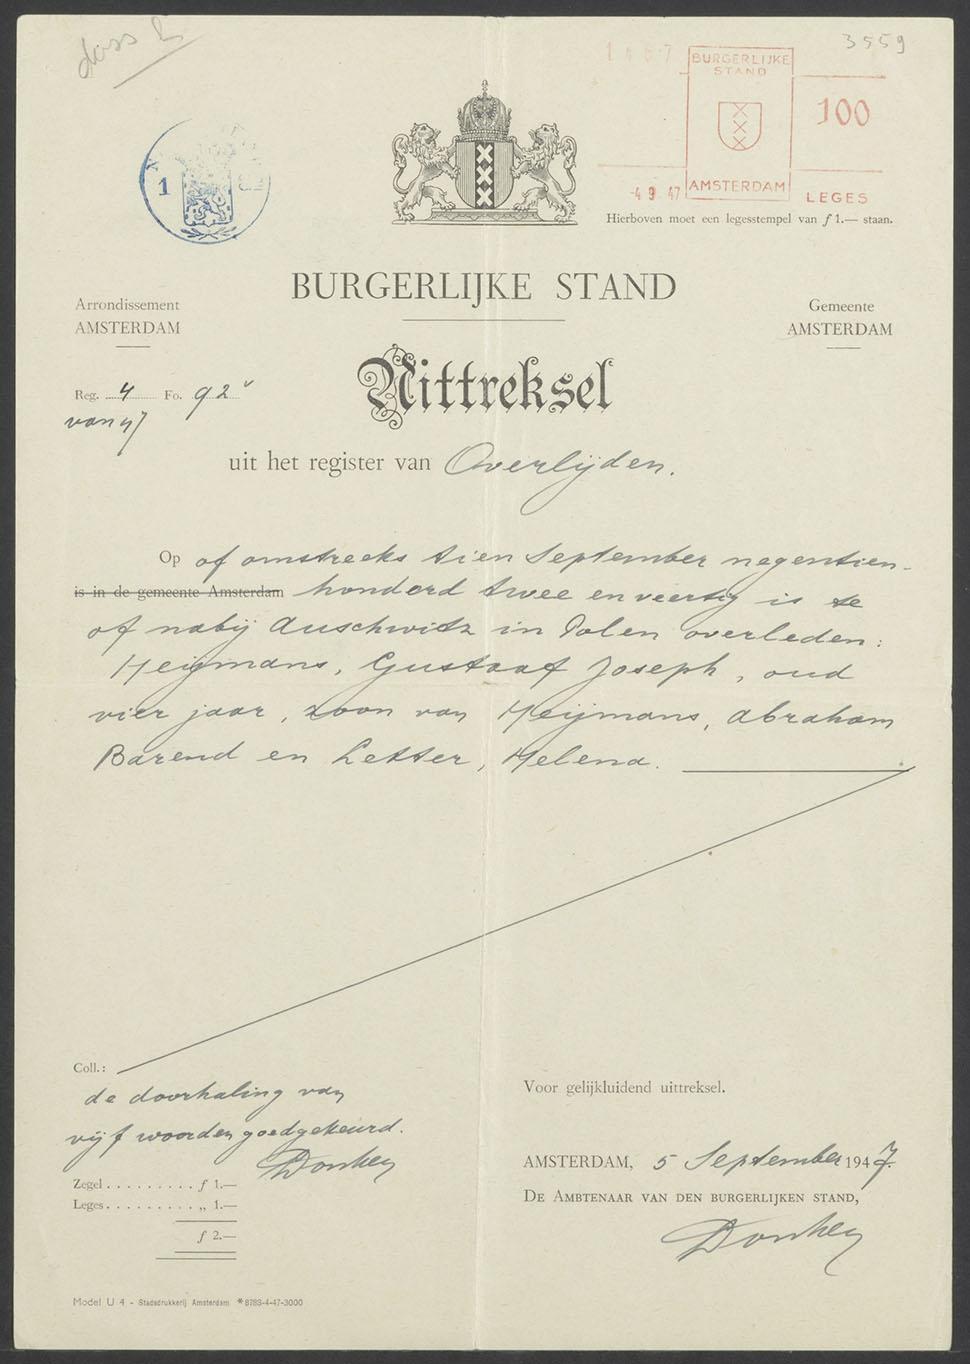 doss
3559
BURGERLIJKE
STAND
100
-4.9.47
AMSTERDAM
LEGES
1
Hierboven moet een legesstempel van f 1.— staan.
BURGERLIJKE STAND
Arrondissement
AMSTERDAM
Gemeente
AMSTERDAM
Uittreksel
Reg. 4 Fo. 92v
van 47
uit het register van Overlijden.
Op of omstreeks tien September negentien-
is in de gemeente Amsterdam honderd twee en veertig is te
of nabij Auschwitz in Polen overleden:
Heijmans, Gustaaf Joseph, oud
vier jaar, zoon van Heijmans, Abraham
Barend en Letter, Helena.
Coll.:
de doorhaling van
vijf woorden goedgekeurd.
Zegel......... f 1.—
Leges......... „ 1.—
f 2.—
Voor gelijkluidend uittreksel.
AMSTERDAM, 5 September 1947.
De Ambtenaar van den burgerlijken stand,
Model U 4 - Stadsdrukkerij Amsterdam *8783-4-47-3000